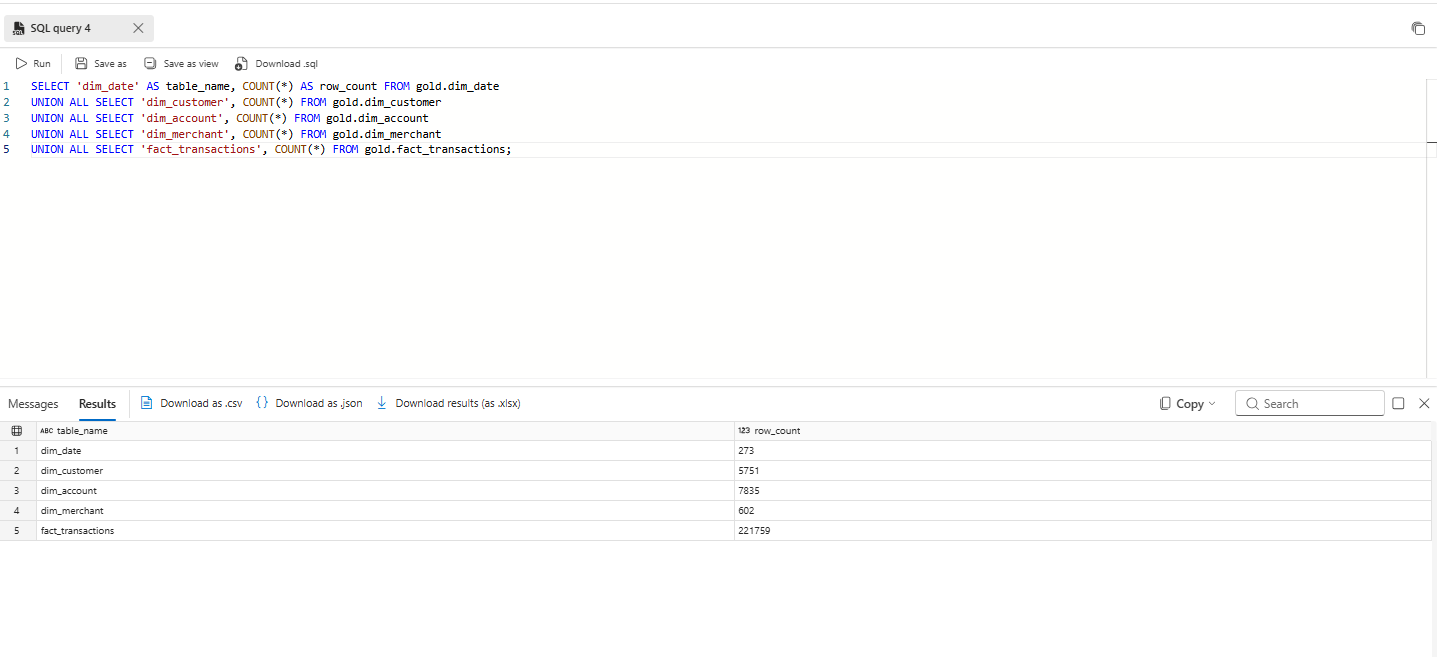 SQL query 4
Run Save as Save as view Download .sql
1 SELECT 'dim_date' AS table_name, COUNT(*) AS row_count FROM gold.dim_date
2 UNION ALL SELECT 'dim_customer', COUNT(*) FROM gold.dim_customer
3 UNION ALL SELECT 'dim_account', COUNT(*) FROM gold.dim_account
4 UNION ALL SELECT 'dim_merchant', COUNT(*) FROM gold.dim_merchant
5 UNION ALL SELECT 'fact_transactions', COUNT(*) FROM gold.fact_transactions;
Messages Results Download as .csv {} Download as .json Download results (as .xlsx) Copy Search
ABC table_name 123 row_count
1 dim_date 273
2 dim_customer 5751
3 dim_account 7835
4 dim_merchant 602
5 fact_transactions 221759